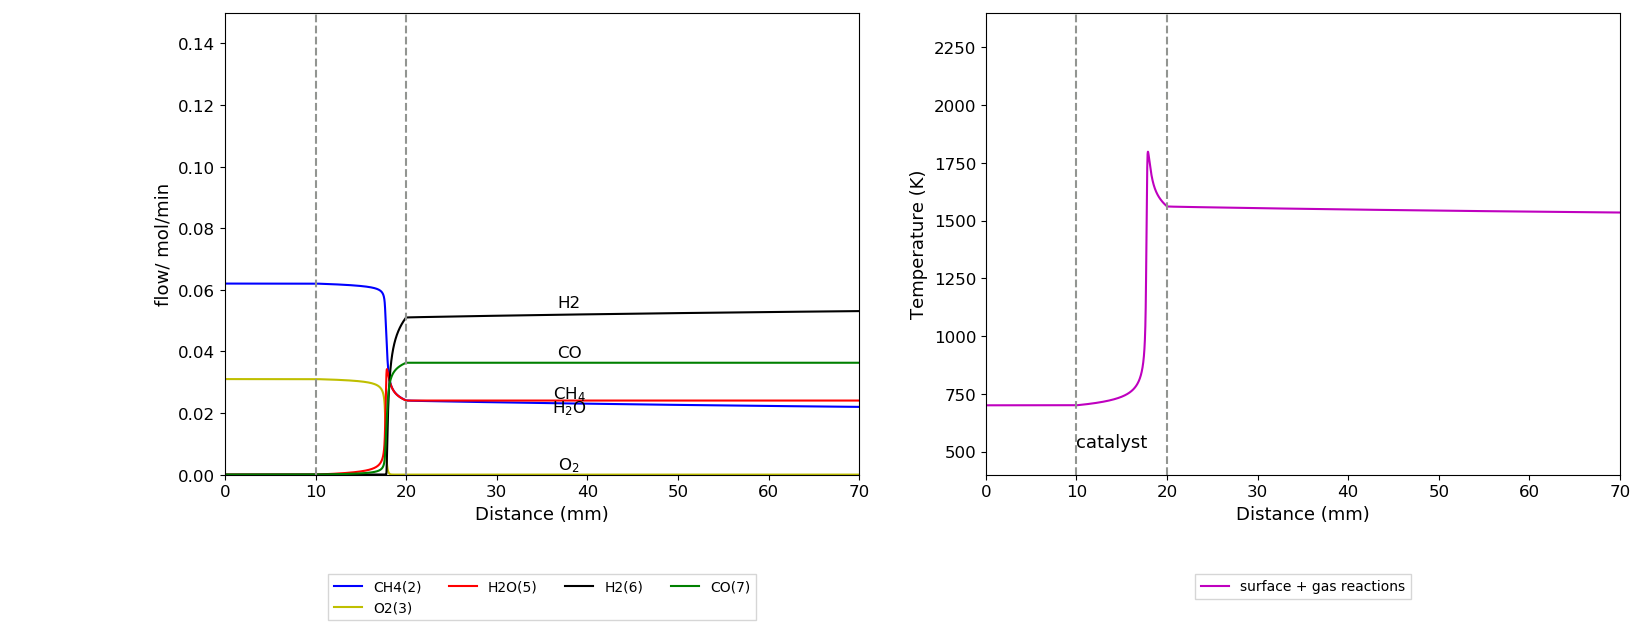 0.14
0.12
0.10
0.08
0.06
0.04
0.02
0.00
flow/ mol/min
H2
CO
CH₄
H₂O
O₂
0 10 20 30 40 50 60 70
Distance (mm)
CH4(2) H2O(5) H2(6) CO(7)
O2(3)
2250
2000
1750
1500
1250
1000
750
500
Temperature (K)
catalyst
0 10 20 30 40 50 60 70
Distance (mm)
surface + gas reactions